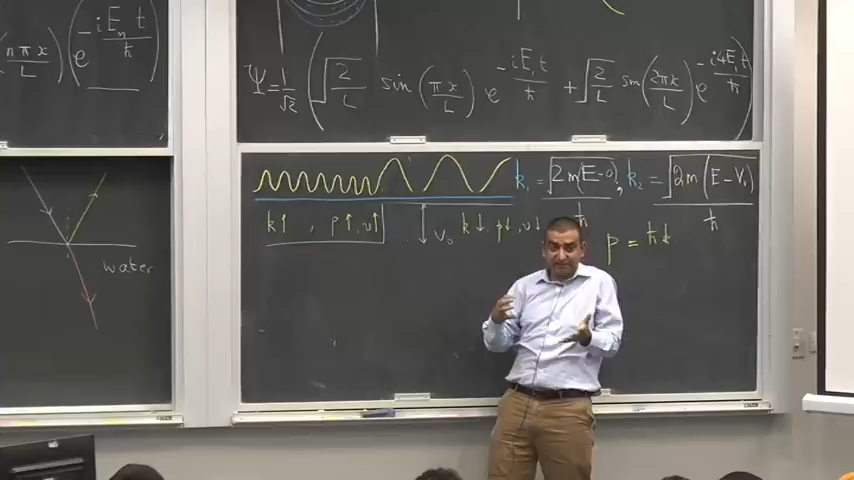 (nπx/L)(e^(-iEₙt/ħ))
Ψ = 1/√2 (√(2/L) sin(πx/L) e^(-iE₁t/ħ) + √(2/L) sin(2πx/L) e^(-i4E₁t/ħ))
k₁ = √(2m(E-0))/ħ , k₂ = √(2m(E-V₀))/ħ
k↑ , p↑, v↑
V₀ k↓ p↓, v↓
p = ħk
water